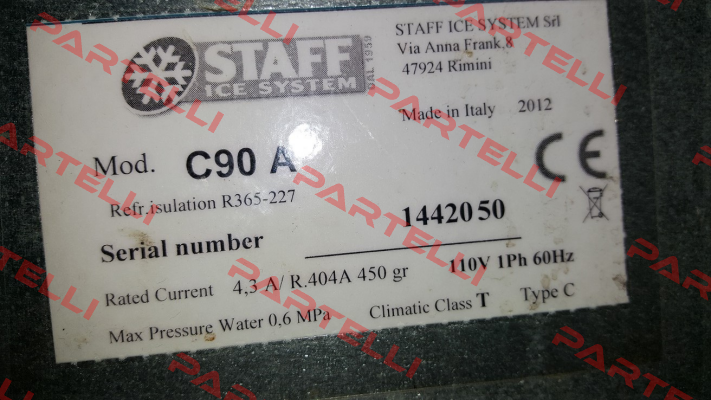 STAFF
ICE SYSTEM
DAL 1959
STAFF ICE SYSTEM Srl
Via Anna Frank,8
47924 Rimini
Made in Italy 2012
Mod. C90 A
CE
Refr.isulation R365-227
Serial number 1442050
Rated Current 4,3 A/ R.404A 450 gr 110V 1Ph 60Hz
Max Pressure Water 0,6 MPa Climatic Class T Type C
PARTELLI
PARTELLI
PARTELLI
PARTELLI
PARTELLI
PARTELLI